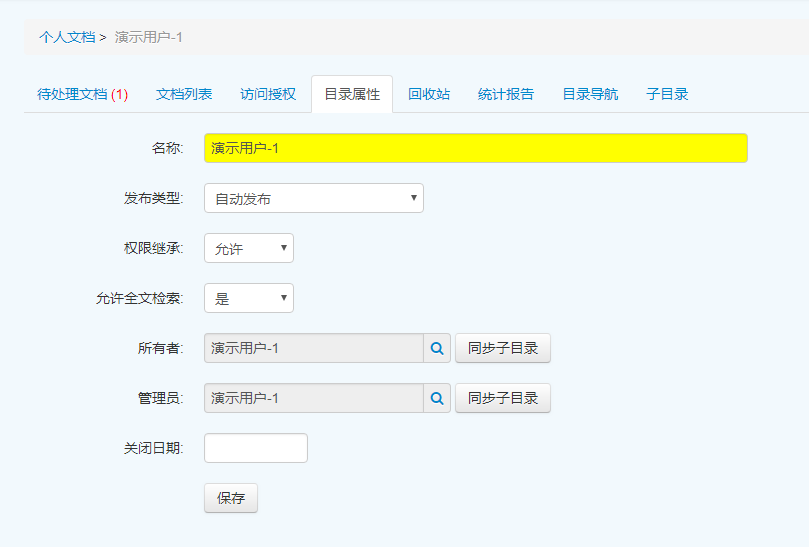 个人文档 > 演示用户-1
待处理文档 (1) 文档列表 访问授权 目录属性 回收站 统计报告 目录导航 子目录
名称: 演示用户-1
发布类型: 自动发布
权限继承: 允许
允许全文检索: 是
所有者: 演示用户-1 同步子目录
管理员: 演示用户-1 同步子目录
关闭日期:
保存